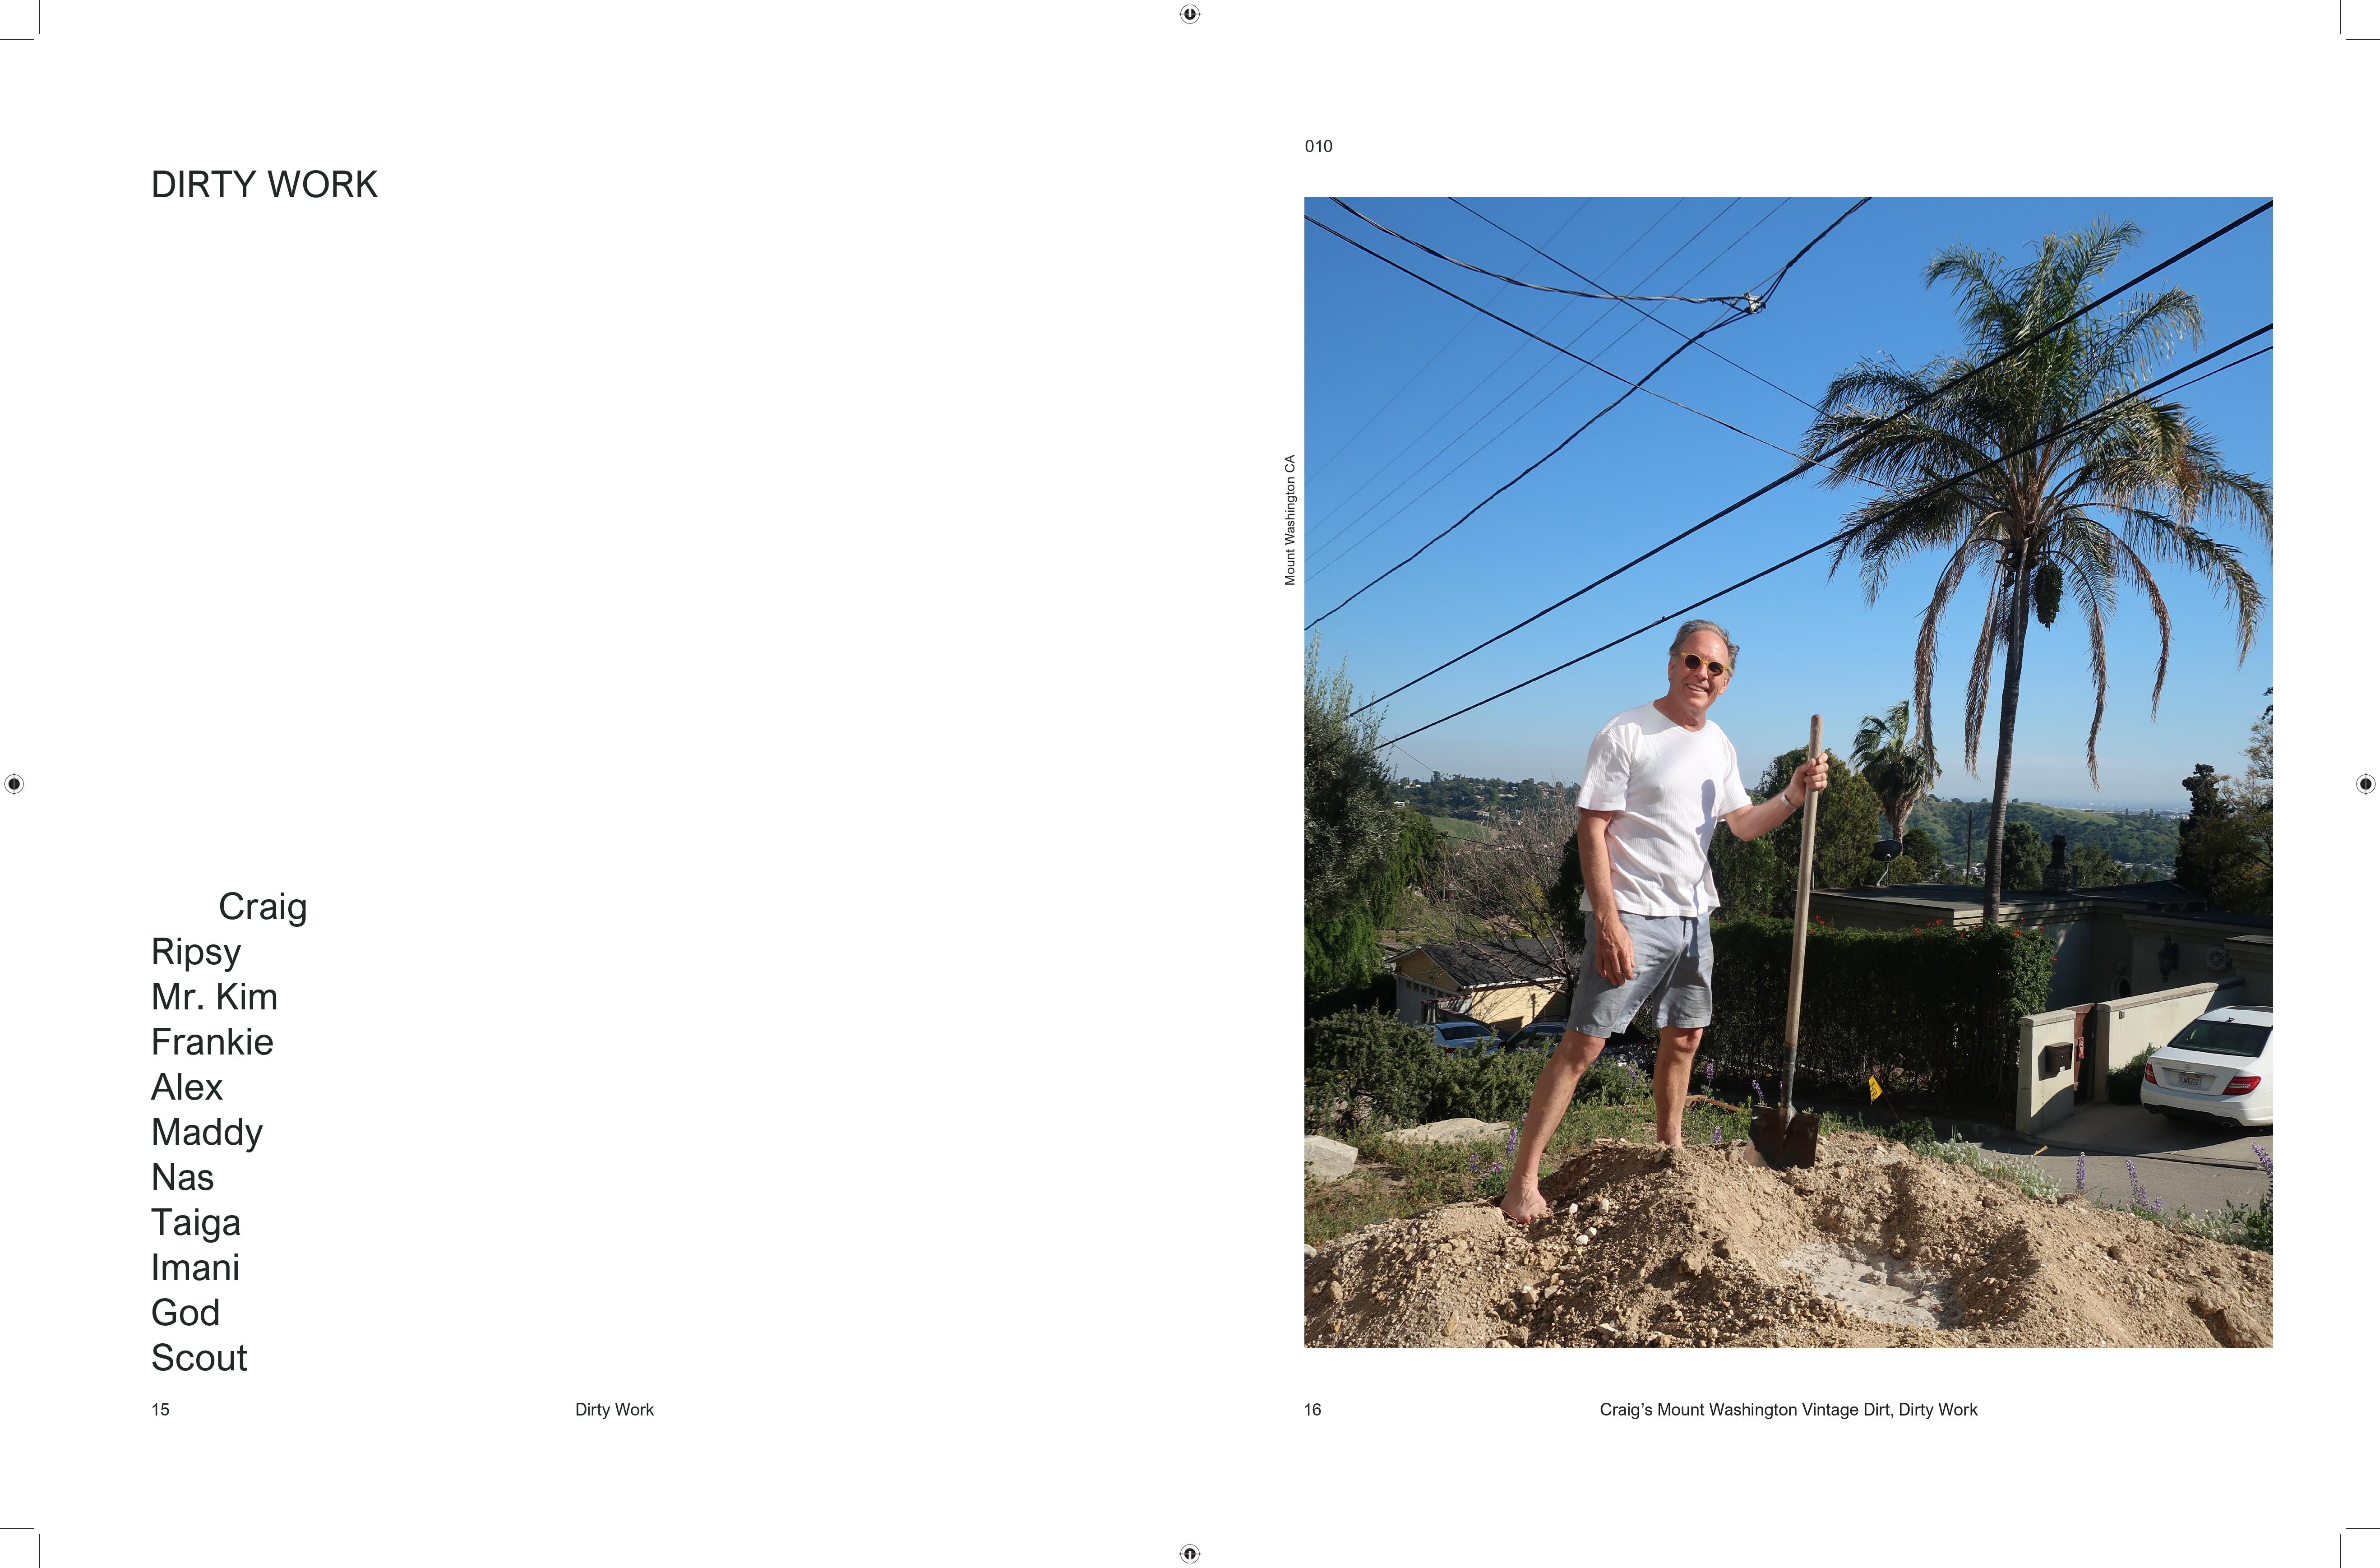 DIRTY WORK
Craig
Ripsy
Mr. Kim
Frankie
Alex
Maddy
Nas
Taiga
Imani
God
Scout
15
Dirty Work
010
Mount Washington CA
16
Craig’s Mount Washington Vintage Dirt, Dirty Work